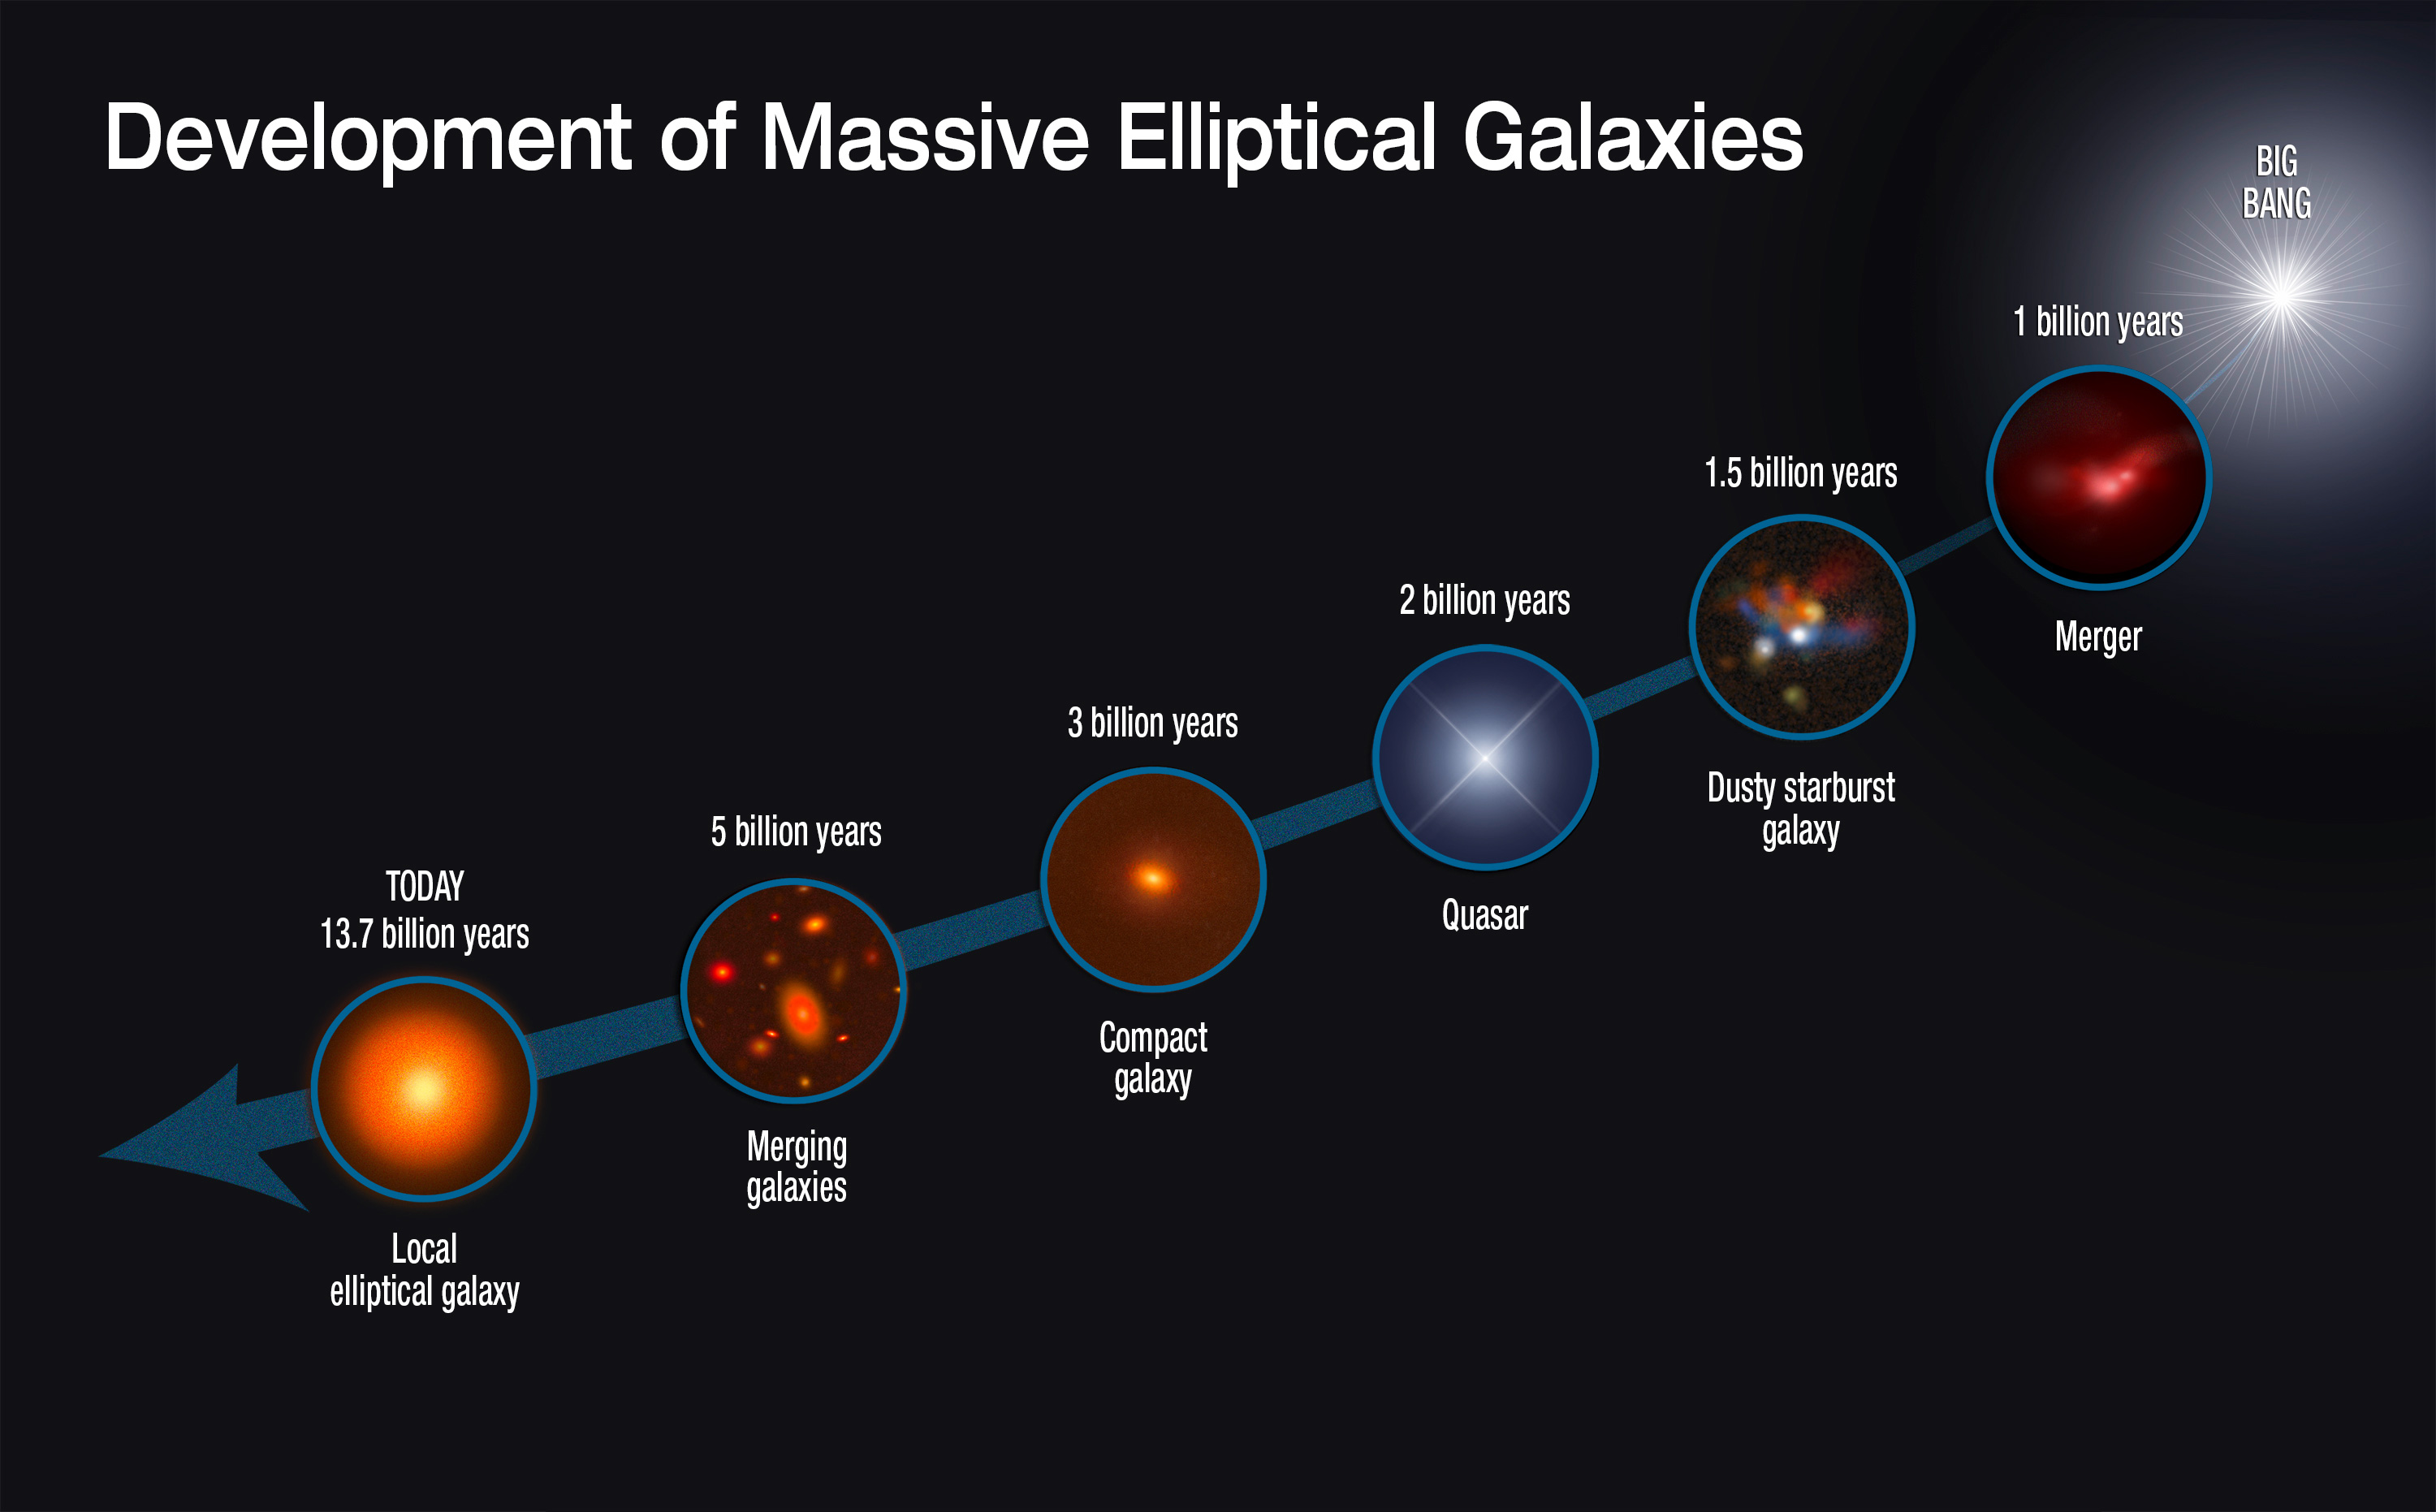 Development of Massive Elliptical Galaxies
BIG
BANG
1 billion years
Merger
1.5 billion years
Dusty starburst
galaxy
2 billion years
Quasar
3 billion years
Compact
galaxy
5 billion years
Merging
galaxies
TODAY
13.7 billion years
Local
elliptical galaxy